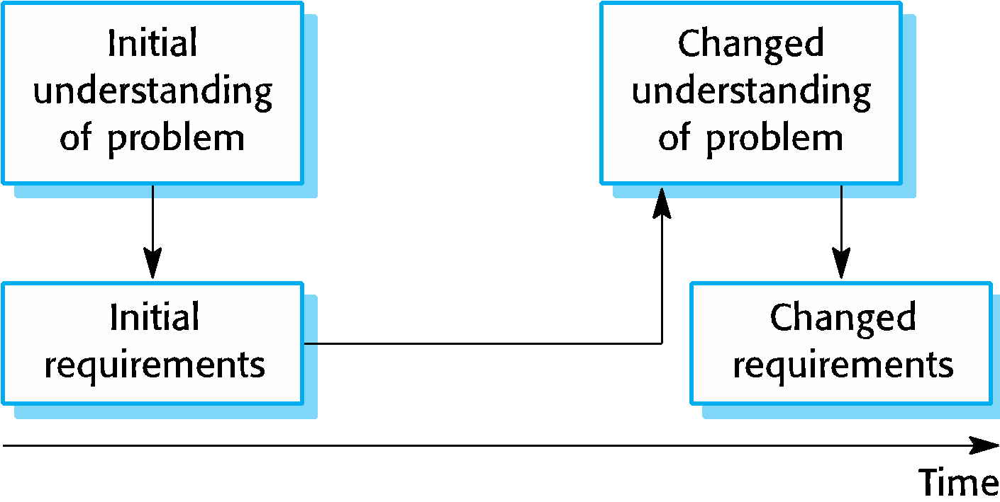 Initial
understanding
of problem
Changed
understanding
of problem
Initial
requirements
Changed
requirements
Time